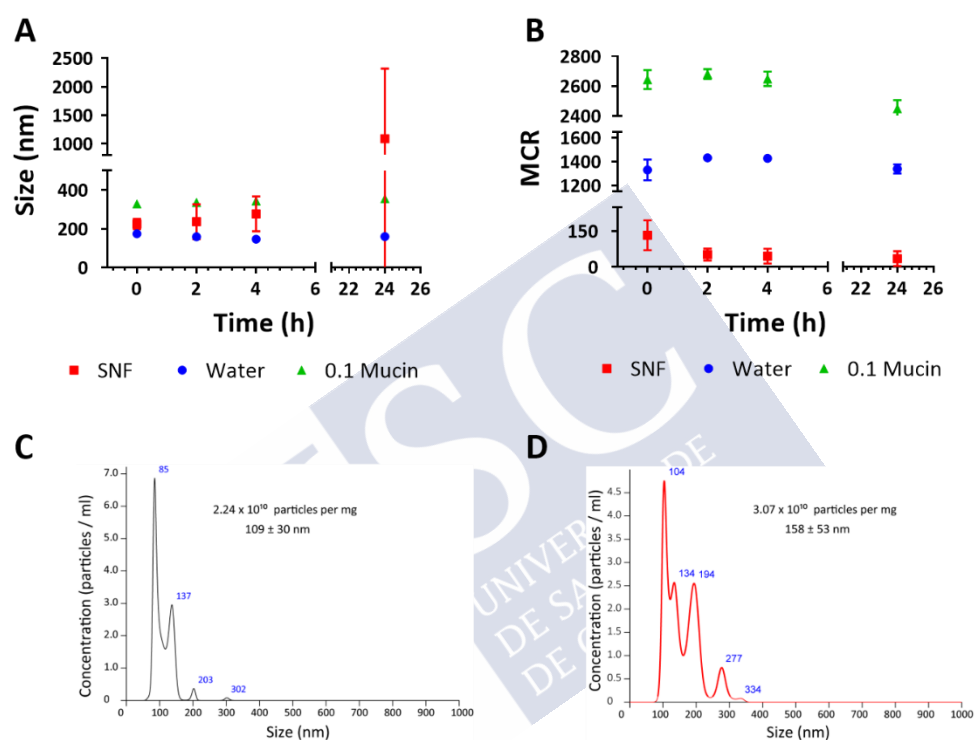 A
Size (nm)
2500
2000
1500
1000
400
200
0
0 2 4 6 22 24 26
Time (h)
SNF Water 0.1 Mucin
B
MCR
2800
2600
2400
1600
1400
1200
150
0
0 2 4 6 22 24 26
Time (h)
SNF Water 0.1 Mucin
C
Concentration (particles / ml)
7.0
6.0
5.0
4.0
3.0
2.0
1.0
0
85
137
203
302
2.24 x 10¹⁰ particles per mg
109 ± 30 nm
0 100 200 300 400 500 600 700 800 900 1000
Size (nm)
D
Concentration (particles / ml)
4.5
4.0
3.5
3.0
2.5
2.0
1.5
1.0
0.5
0
104
134 194
277
334
3.07 x 10¹⁰ particles per mg
158 ± 53 nm
0 100 200 300 400 500 600 700 800 900 1000
Size (nm)
SC
UNIVER
DE SA
DE
DE